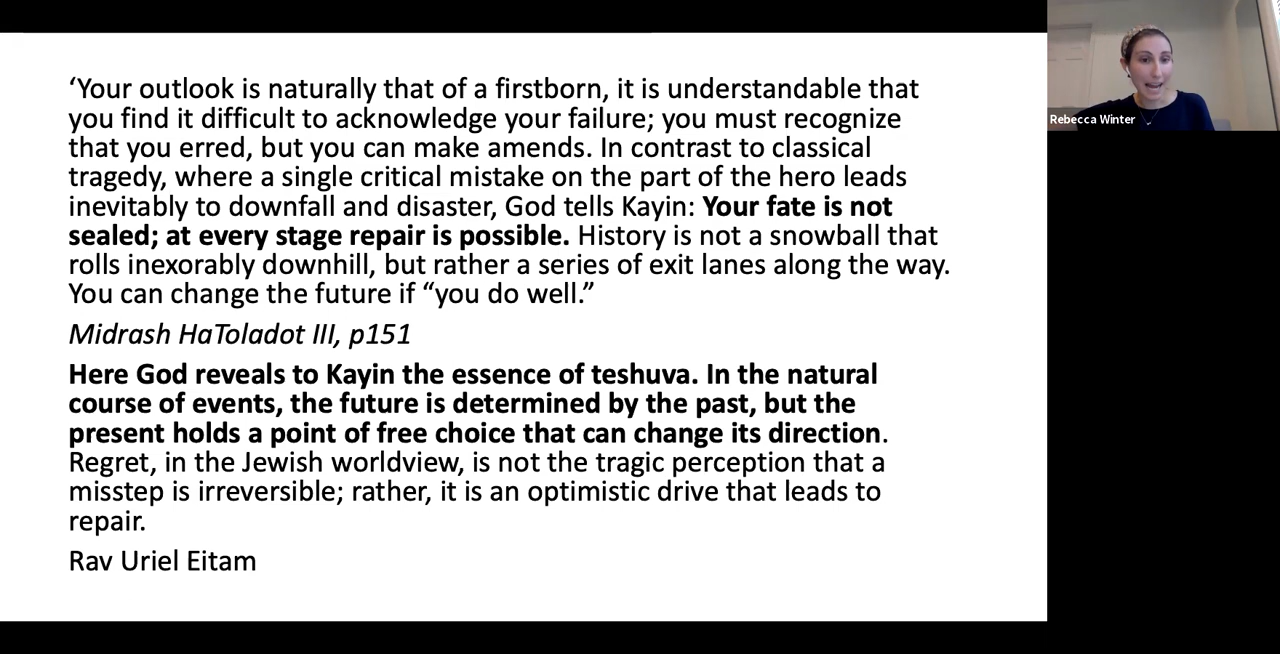 ‘Your outlook is naturally that of a firstborn, it is understandable that
you find it difficult to acknowledge your failure; you must recognize
that you erred, but you can make amends. In contrast to classical
tragedy, where a single critical mistake on the part of the hero leads
inevitably to downfall and disaster, God tells Kayin: Your fate is not
sealed; at every stage repair is possible. History is not a snowball that
rolls inexorably downhill, but rather a series of exit lanes along the way.
You can change the future if “you do well.”
Midrash HaToladot III, p151
Here God reveals to Kayin the essence of teshuva. In the natural
course of events, the future is determined by the past, but the
present holds a point of free choice that can change its direction.
Regret, in the Jewish worldview, is not the tragic perception that a
misstep is irreversible; rather, it is an optimistic drive that leads to
repair.
Rav Uriel Eitam
Rebecca Winter